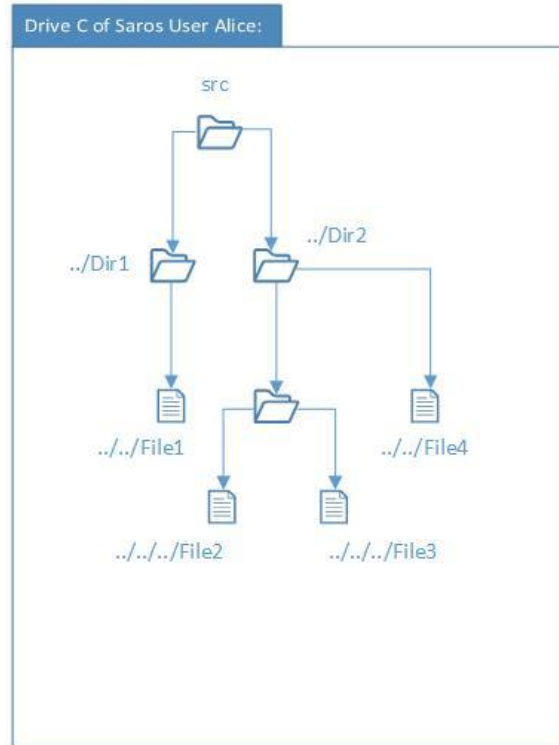 Drive C of Saros User Alice:
src
../Dir2
../Dir1
../../File1
../../File4
../../../File2
../../../File3